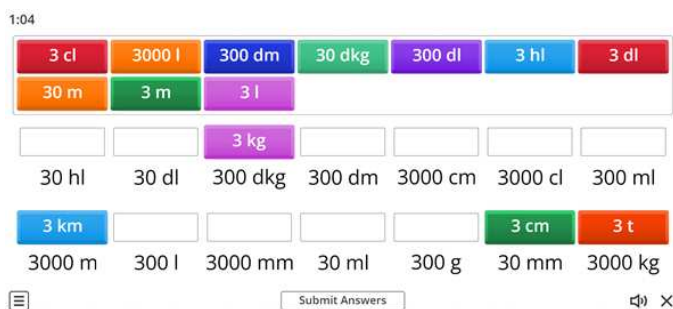 1:04
3 cl 3000 l 300 dm 30 dkg 300 dl 3 hl 3 dl
30 m 3 m 3 l
3 kg
30 hl 30 dl 300 dkg 300 dm 3000 cm 3000 cl 300 ml
3 km 3 cm 3 t
3000 m 300 l 3000 mm 30 ml 300 g 30 mm 3000 kg
Submit Answers